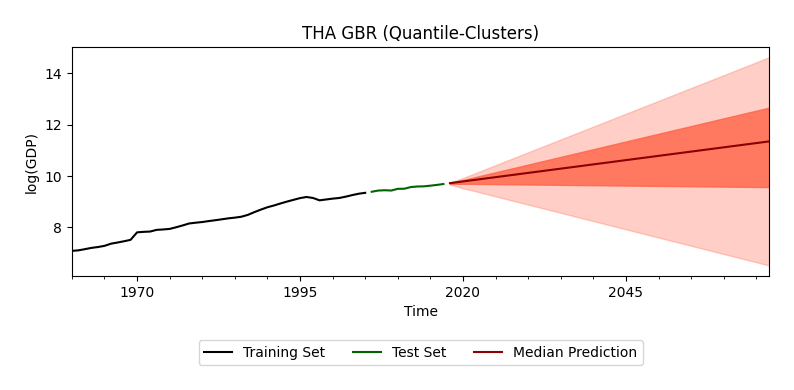 THA GBR (Quantile-Clusters)
14
12
10
8
log(GDP)
1970
1995
2020
2045
Time
Training Set
Test Set
Median Prediction